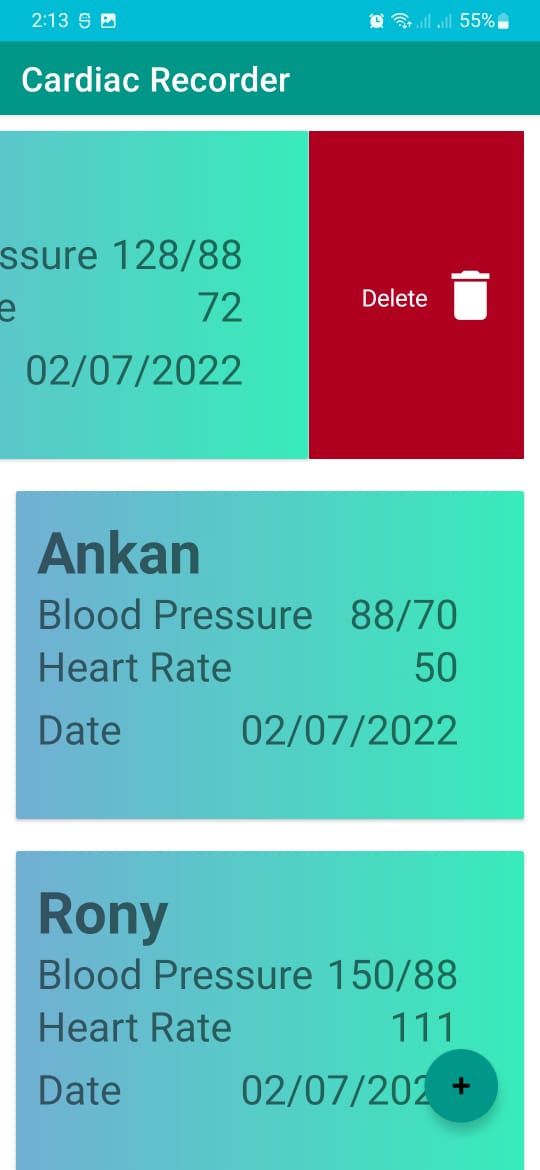 2:13 55%
Cardiac Recorder
ssure 128/88
e 72
02/07/2022
Delete
Ankan
Blood Pressure 88/70
Heart Rate 50
Date 02/07/2022
Rony
Blood Pressure 150/88
Heart Rate 111
Date 02/07/202
+